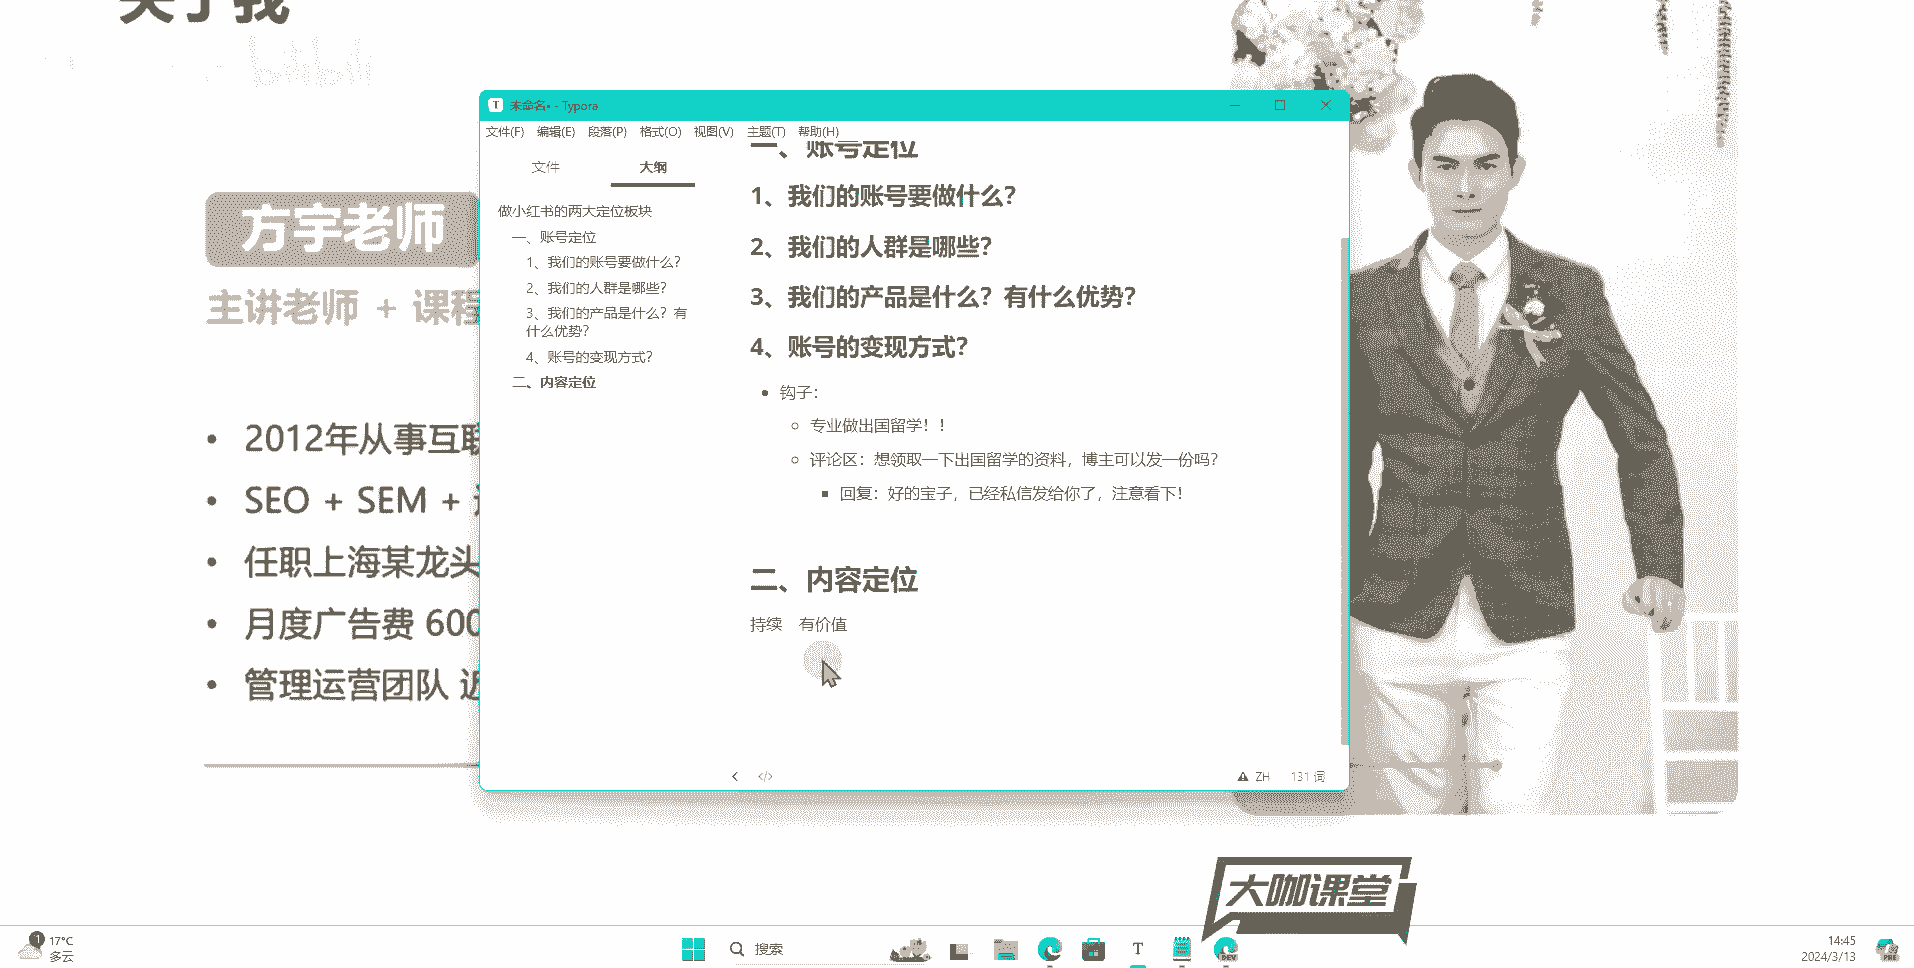 关于我
bilibili
方宇老师
主讲老师 + 课程
2012年从事互联
SEO + SEM +
任职上海某龙头
月度广告费 600
管理运营团队 近
未命名• - Typora
文件(F) 编辑(E) 段落(P) 格式(O) 视图(V) 主题(T) 帮助(H)
文件 大纲
做小红书的两大定位板块
一、账号定位
1、我们的账号要做什么?
2、我们的人群是哪些?
3、我们的产品是什么? 有
什么优势?
4、账号的变现方式?
二、内容定位
一、账号定位
1、我们的账号要做什么?
2、我们的人群是哪些?
3、我们的产品是什么? 有什么优势?
4、账号的变现方式?
钩子:
专业做出国留学! !
评论区: 想领取一下出国留学的资料, 博主可以发一份吗?
回复: 好的宝子, 已经私信发给你了, 注意看下!
二、内容定位
持续 有价值
</> ZH 131 词
大咖课堂
1
17°C
多云
搜索
T
DEV
14:45
2024/3/13
PRE